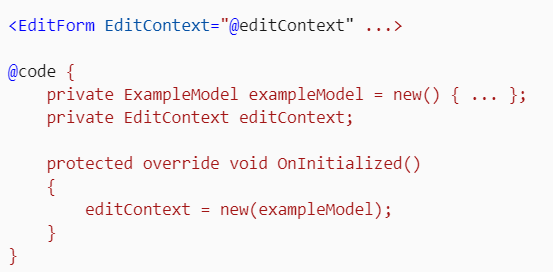 <EditForm EditContext="@editContext" ...>
@code {
    private ExampleModel exampleModel = new() { ... };
    private EditContext editContext;
    protected override void OnInitialized()
    {
        editContext = new(exampleModel);
    }
}